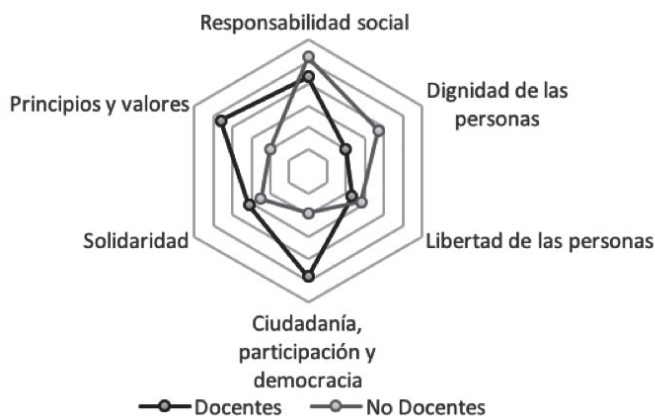 Responsabilidad social
Dignidad de las
personas
Principios y valores
Solidaridad
Libertad de las personas
Ciudadanía,
participación y
democracia
Docentes
No Docentes